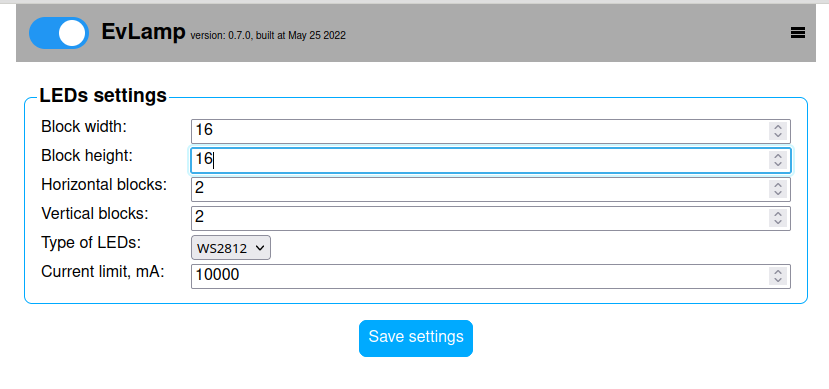 EvLamp version: 0.7.0, built at May 25 2022
LEDs settings
Block width: 16
Block height: 16
Horizontal blocks: 2
Vertical blocks: 2
Type of LEDs: WS2812
Current limit, mA: 10000
Save settings